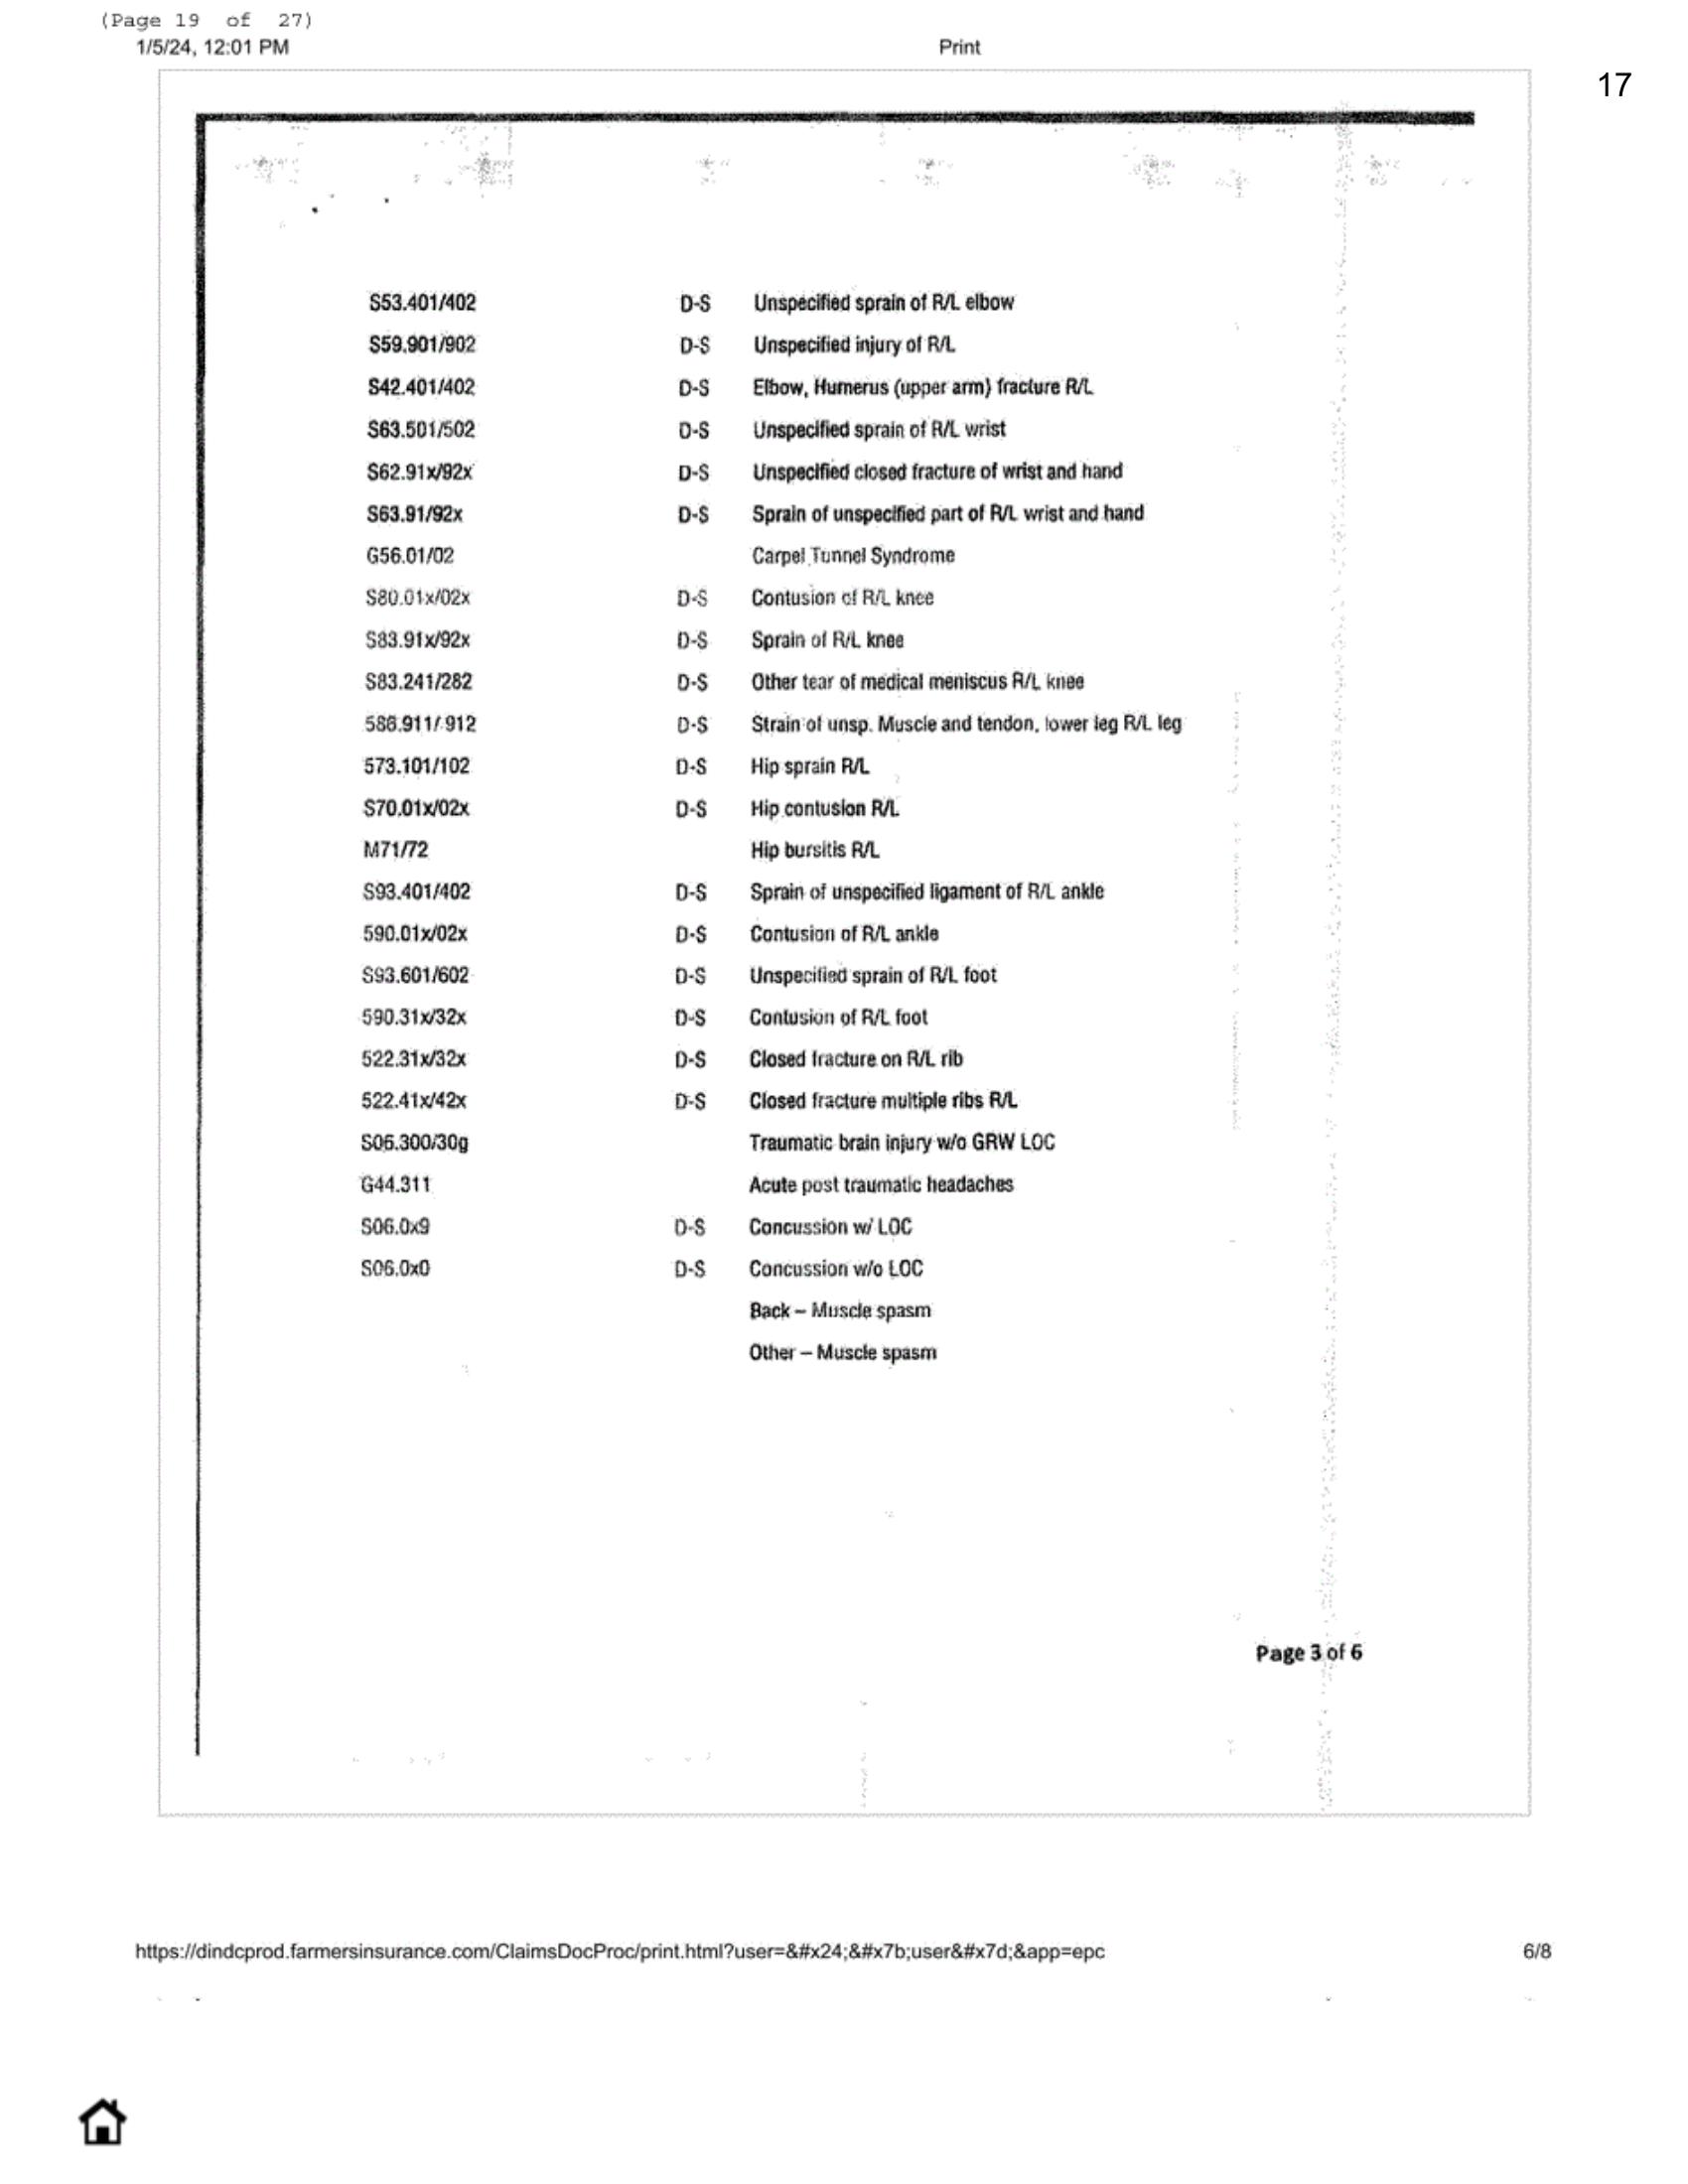 (Page 19 of 27)
1/5/24, 12:01 PM Print
17
S53.401/402 D-S Unspecified sprain of R/L elbow
S59.901/902 D-S Unspecified injury of R/L
S42.401/402 D-S Elbow, Humerus (upper arm) fracture R/L
S63.501/502 D-S Unspecified sprain of R/L wrist
S62.91x/92x D-S Unspecified closed fracture of wrist and hand
S63.91/92x D-S Sprain of unspecified part of R/L wrist and hand
G56.01/02 Carpel Tunnel Syndrome
S80.01x/02x D-S Contusion of R/L knee
S83.91x/92x D-S Sprain of R/L knee
S83.241/282 D-S Other tear of medical meniscus R/L knee
586.911/.912 D-S Strain of unsp. Muscle and tendon, lower leg R/L leg
573.101/102 D-S Hip sprain R/L
S70.01x/02x D-S Hip contusion R/L
M71/72 Hip bursitis R/L
S93.401/402 D-S Sprain of unspecified ligament of R/L ankle
590.01x/02x D-S Contusion of R/L ankle
S93.601/602 D-S Unspecified sprain of R/L foot
590.31x/32x D-S Contusion of R/L foot
522.31x/32x D-S Closed fracture on R/L rib
522.41x/42x D-S Closed fracture multiple ribs R/L
S06.300/30g Traumatic brain injury w/o GRW LOC
G44.311 Acute post traumatic headaches
S06.0x9 D-S Concussion w/ LOC
S06.0x0 D-S Concussion w/o LOC
Back – Muscle spasm
Other – Muscle spasm
Page 3 of 6
https://dindcprod.farmersinsurance.com/ClaimsDocProc/print.html?user=&#x24;&#x7b;user&#x7d;&app=epc 6/8